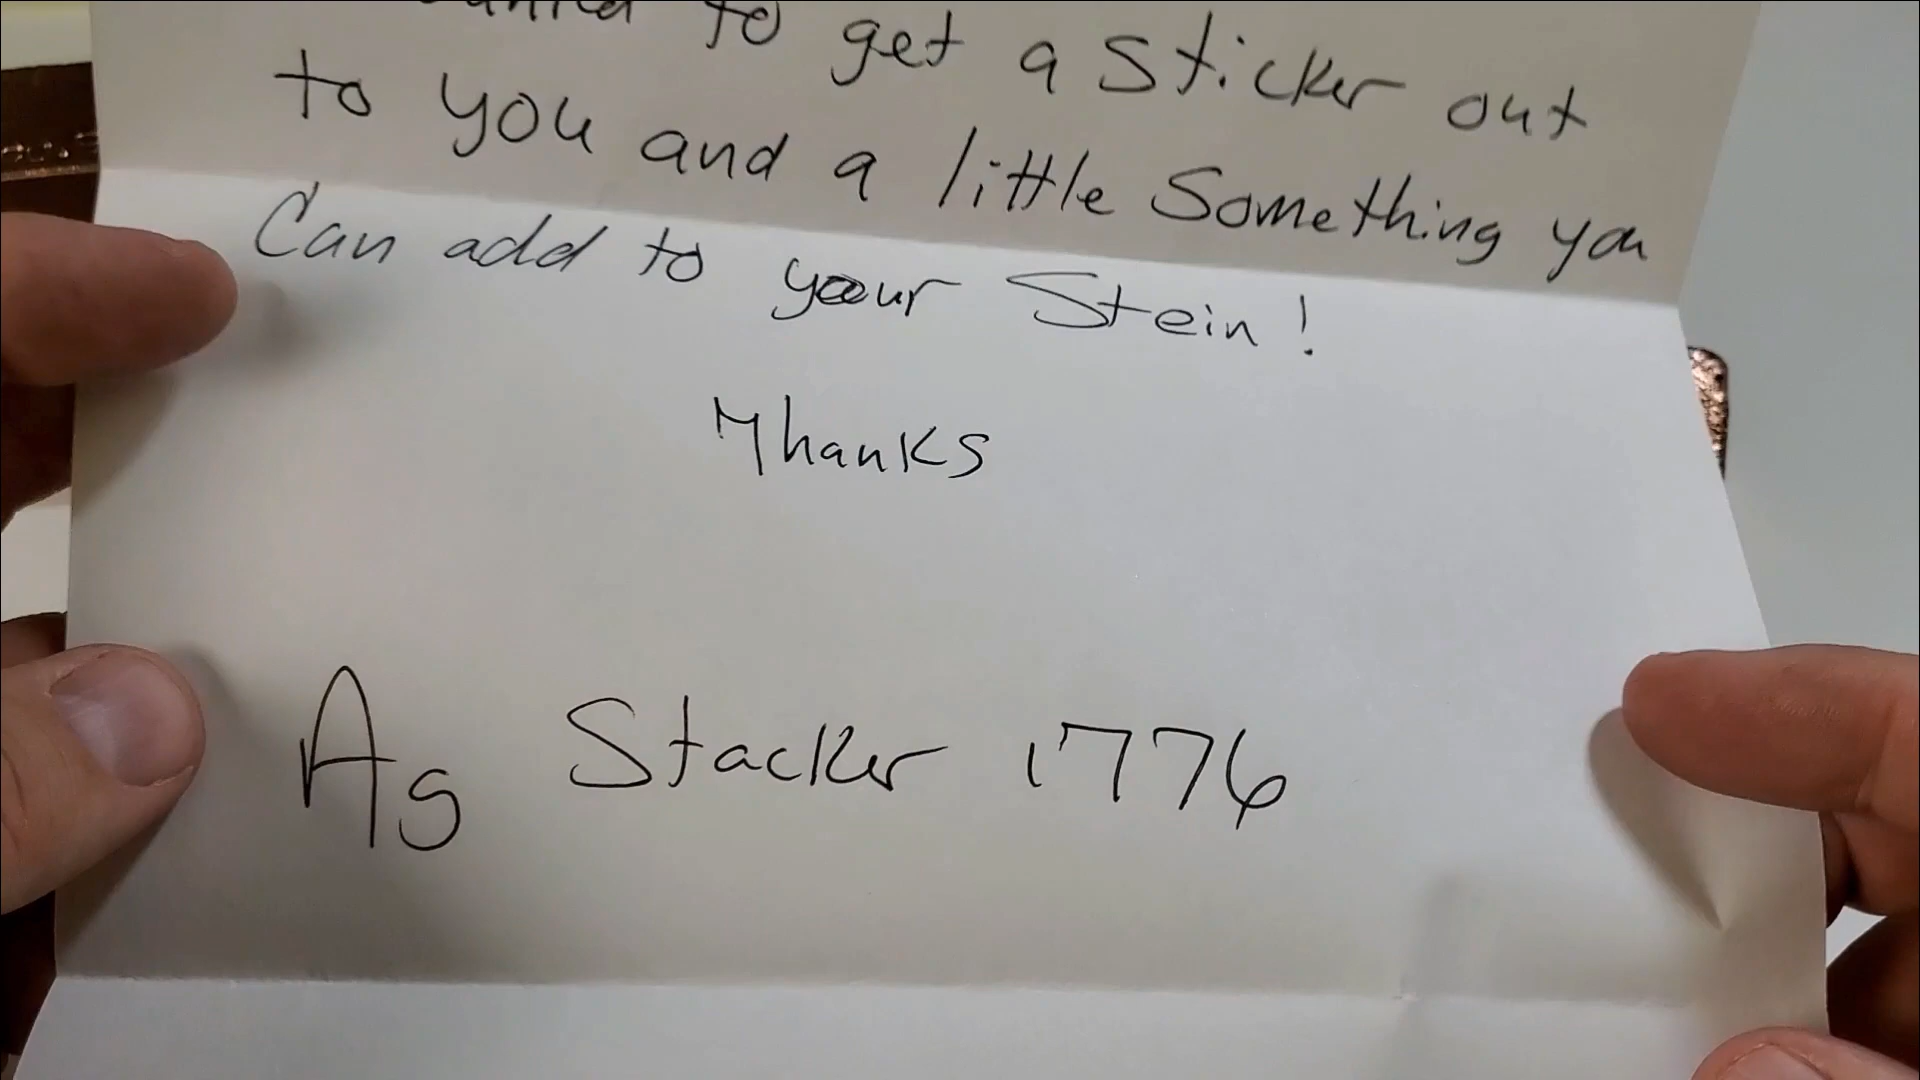 to get a sticker out
to you and a little Something you
Can add to your Stein!
Thanks
Ag Stacker 1776